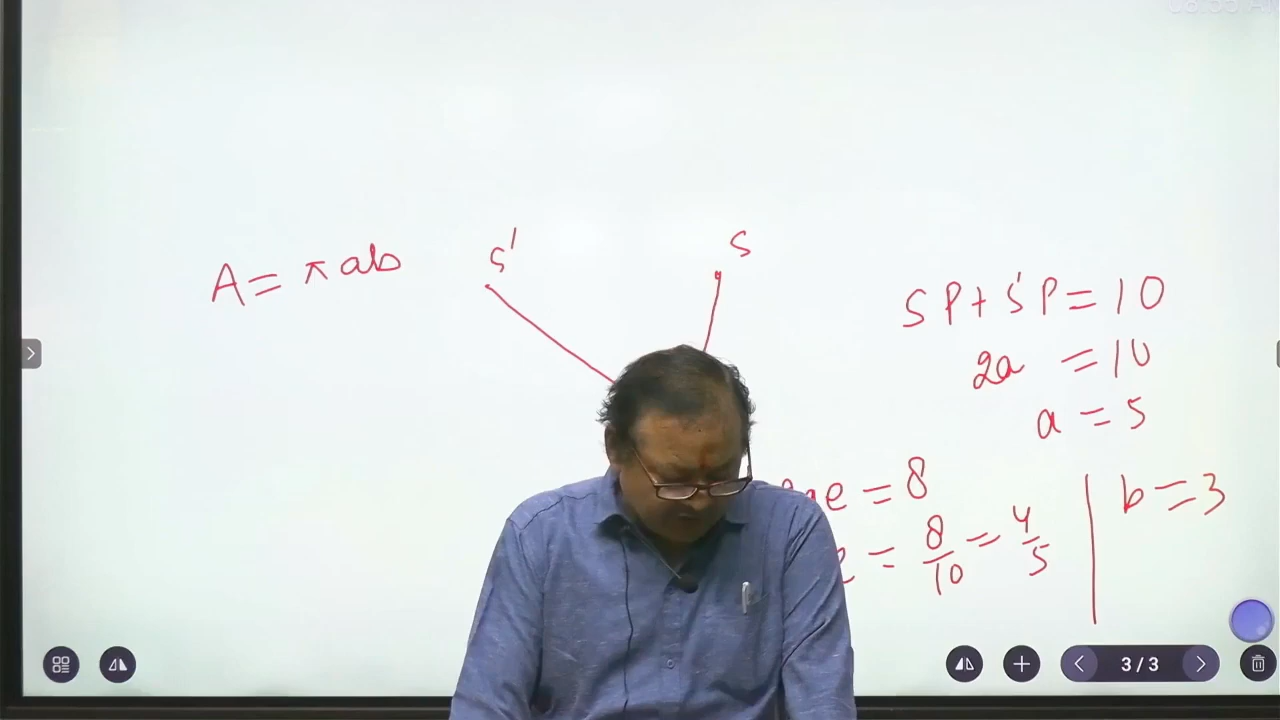 S' S
A = π ab
SP + S'P = 10
2a = 10
a = 5
e = 8
= 8/10 = 4/5
b = 3
3 / 3